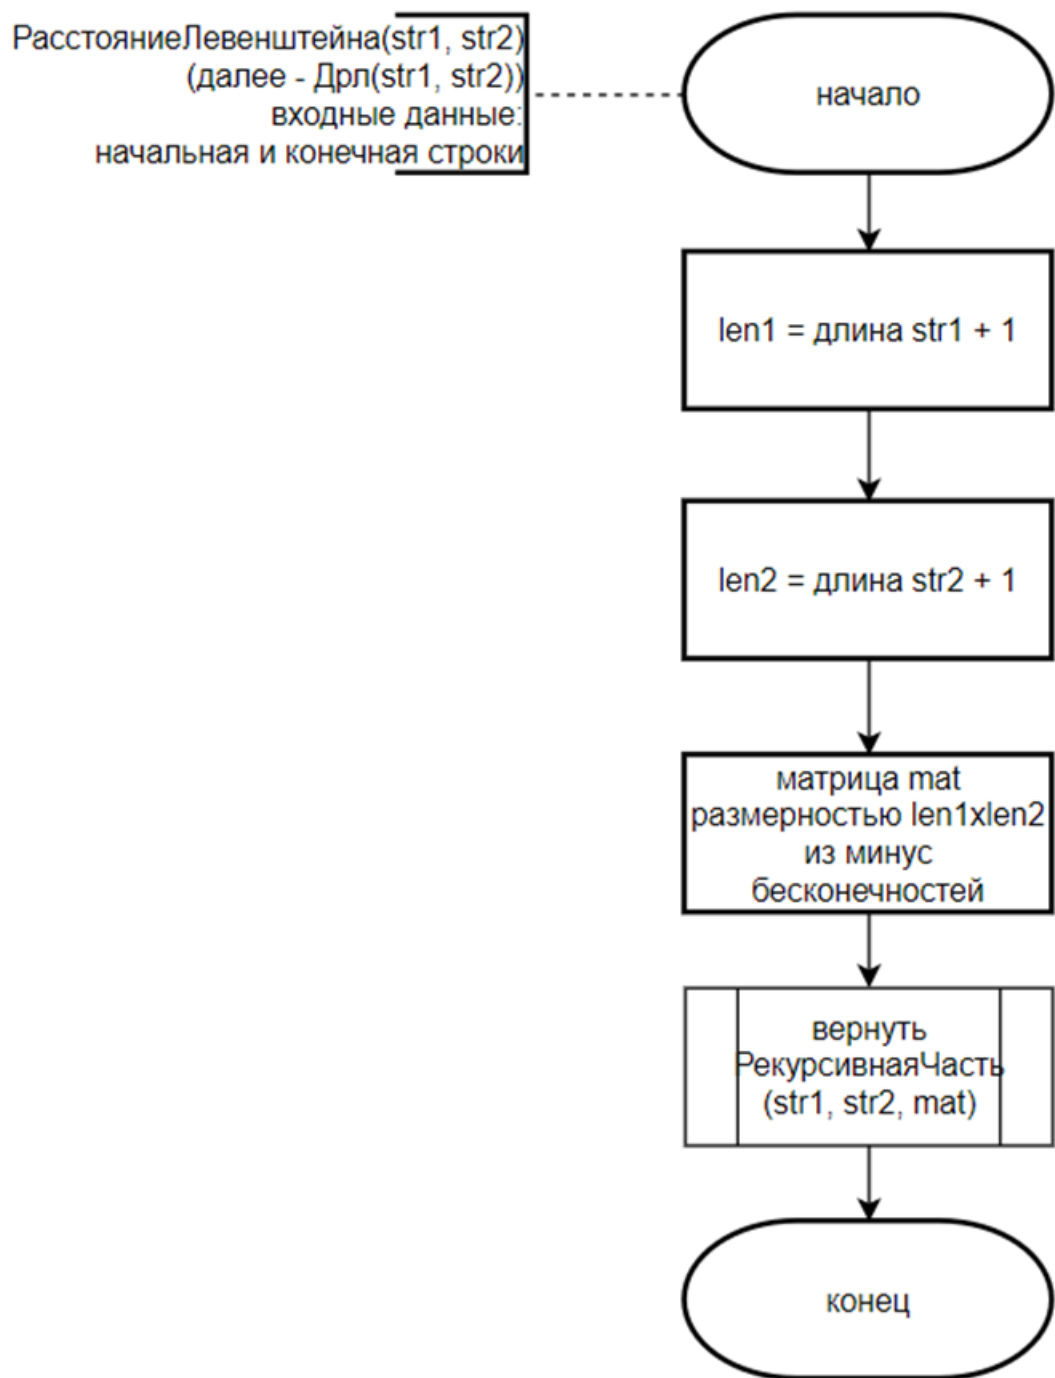 РасстояниеЛевенштейна(str1, str2)
(далее - Дрл(str1, str2))
входные данные:
начальная и конечная строки
начало
len1 = длина str1 + 1
len2 = длина str2 + 1
матрица mat
размерностью len1xlen2
из минус
бесконечностей
вернуть
РекурсивнаяЧасть
(str1, str2, mat)
конец